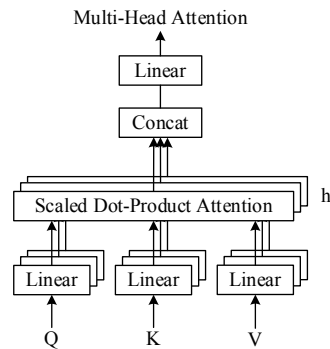 Multi-Head Attention
Linear
Concat
Scaled Dot-Product Attention
h
Linear Linear Linear
Q K V